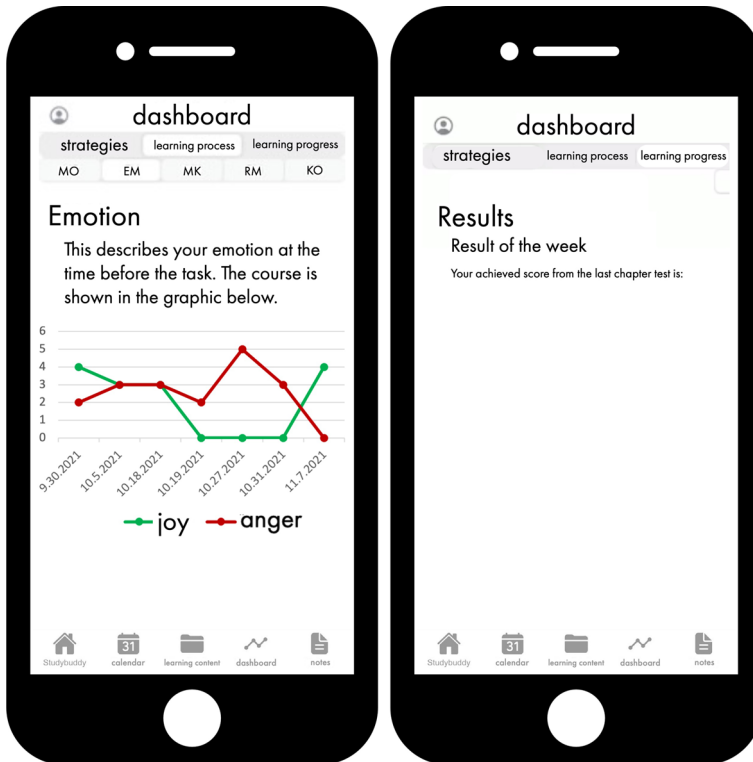 dashboard
strategies learning process learning progress
MO EM MK RM KO
Emotion
This describes your emotion at the
time before the task. The course is
shown in the graphic below.
6
5
4
3
2
1
0
9.30.2021 10.5.2021 10.18.2021 10.19.2021 10.27.2021 10.31.2021 11.7.2021
joy anger
31
Studybuddy calendar learning content dashboard notes
dashboard
strategies learning process learning progress
Results
Result of the week
Your achieved score from the last chapter test is:
31
Studybuddy calendar learning content dashboard notes